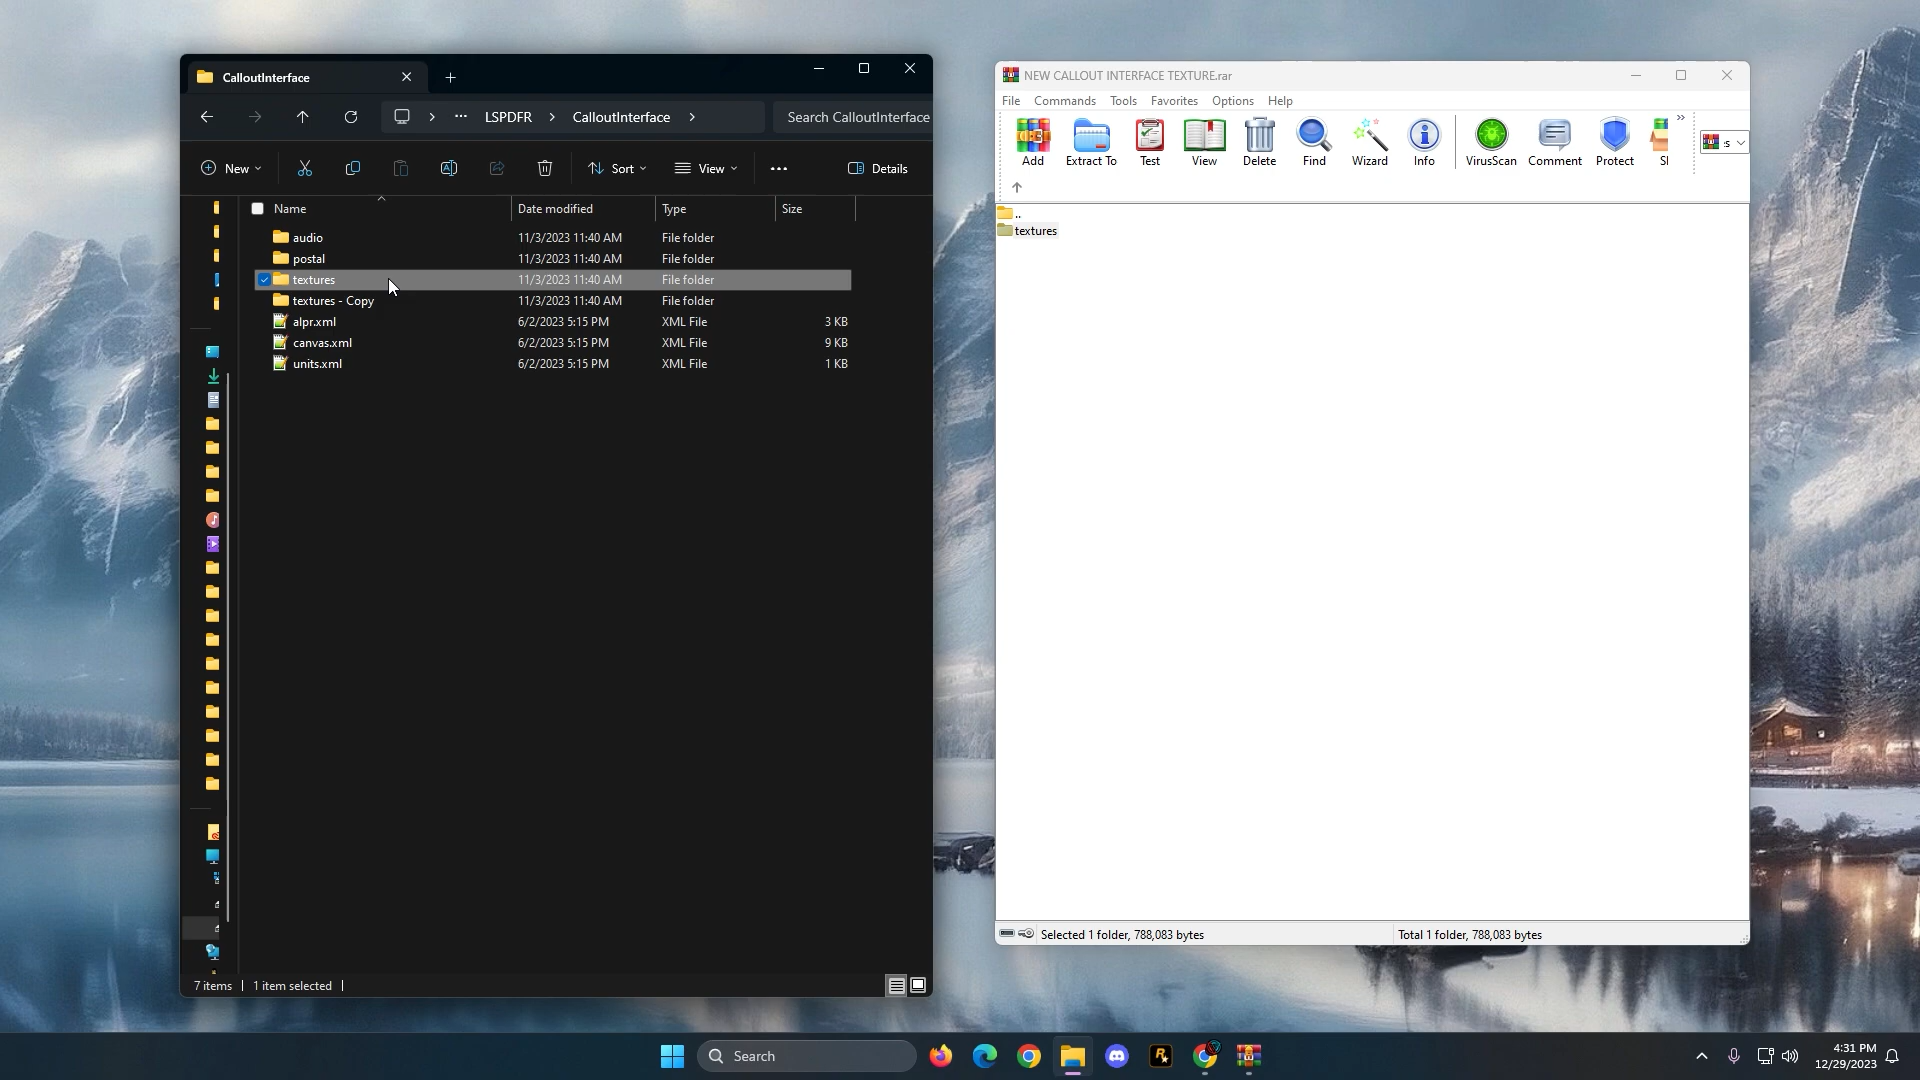 CalloutInterface
LSPDFR
CalloutInterface
Search CalloutInterface
New
Sort
View
Details
Name
Date modified
Type
Size
audio 11/3/2023 11:40 AM File folder
postal 11/3/2023 11:40 AM File folder
textures 11/3/2023 11:40 AM File folder
textures - Copy 11/3/2023 11:40 AM File folder
alpr.xml 6/2/2023 5:15 PM XML File 3 KB
canvas.xml 6/2/2023 5:15 PM XML File 9 KB
units.xml 6/2/2023 5:15 PM XML File 1 KB
7 items
1 item selected
NEW CALLOUT INTERFACE TEXTURE.rar
File Commands Tools Favorites Options Help
Add Extract To Test View Delete Find Wizard Info VirusScan Comment Protect
..
textures
Selected 1 folder, 788,083 bytes
Total 1 folder, 788,083 bytes
Search
4:31 PM
12/29/2023